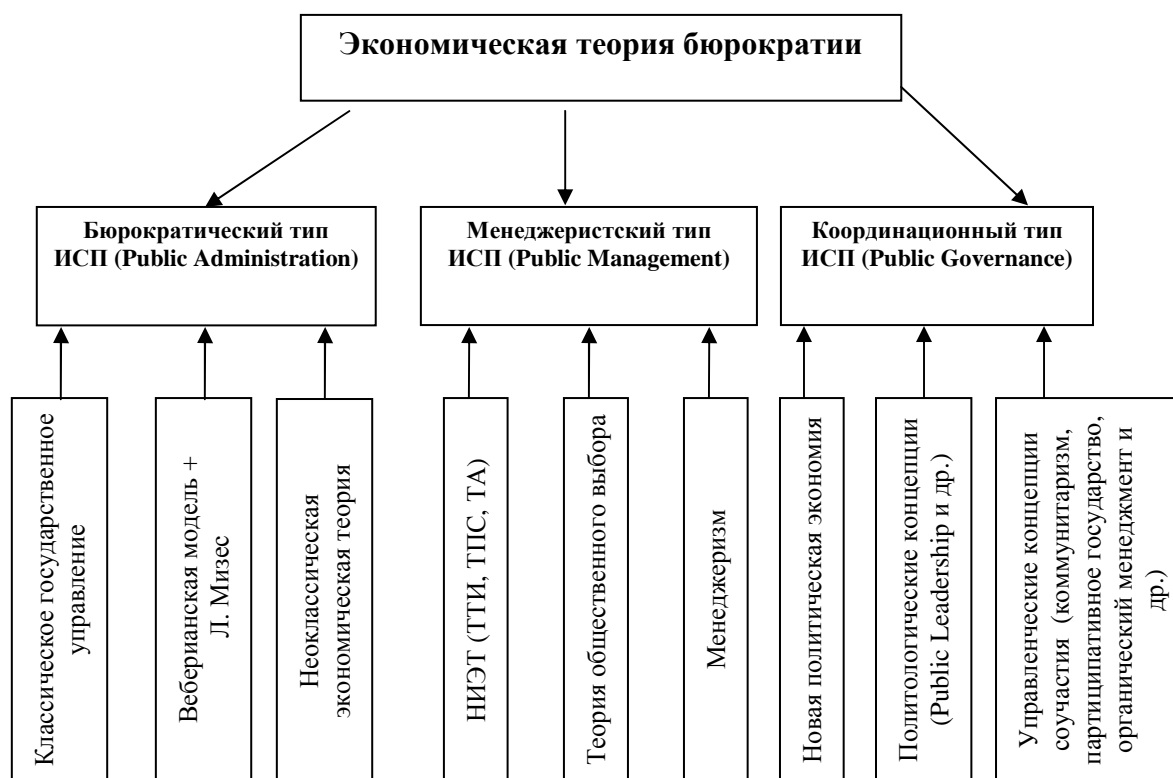 Экономическая теория бюрократии
Бюрократический тип
ИСП (Public Administration)
Менеджеристский тип
ИСП (Public Management)
Координационный тип
ИСП (Public Governance)
Классическое государственное
управление
Веберианская модель +
Л. Мизес
Неоклассическая
экономическая теория
НИЭТ (ТТИ, ТПС, ТА)
Теория общественного выбора
Менеджеризм
Новая политическая экономия
Политологические концепции
(Public Leadership и др.)
Управленческие концепции
соучастия (коммунитаризм,
партиципативное государство,
органический менеджмент и
др.)